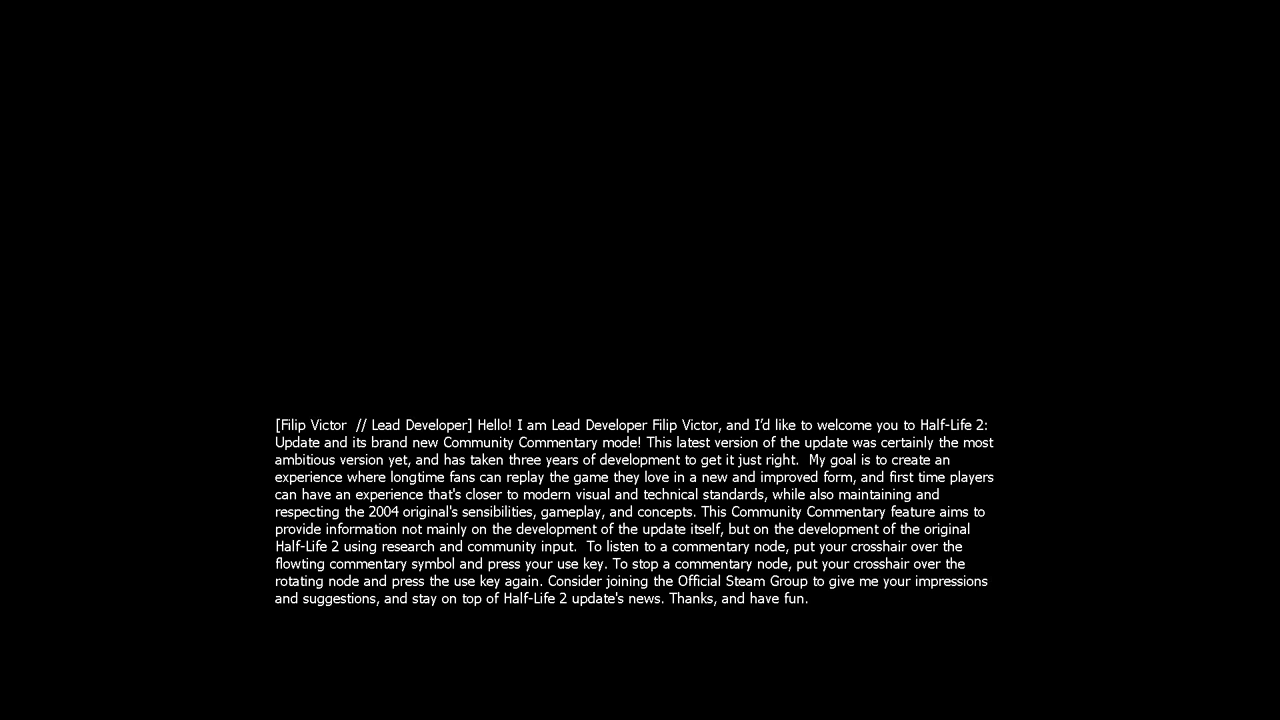 [Filip Victor  // Lead Developer] Hello! I am Lead Developer Filip Victor, and I’d like to welcome you to Half-Life 2:
Update and its brand new Community Commentary mode! This latest version of the update was certainly the most
ambitious version yet, and has taken three years of development to get it just right.  My goal is to create an
experience where longtime fans can replay the game they love in a new and improved form, and first time players
can have an experience that's closer to modern visual and technical standards, while also maintaining and
respecting the 2004 original's sensibilities, gameplay, and concepts. This Community Commentary feature aims to
provide information not mainly on the development of the update itself, but on the development of the original
Half-Life 2 using research and community input.  To listen to a commentary node, put your crosshair over the
flowting commentary symbol and press your use key. To stop a commentary node, put your crosshair over the
rotating node and press the use key again. Consider joining the Official Steam Group to give me your impressions
and suggestions, and stay on top of Half-Life 2 update's news. Thanks, and have fun.